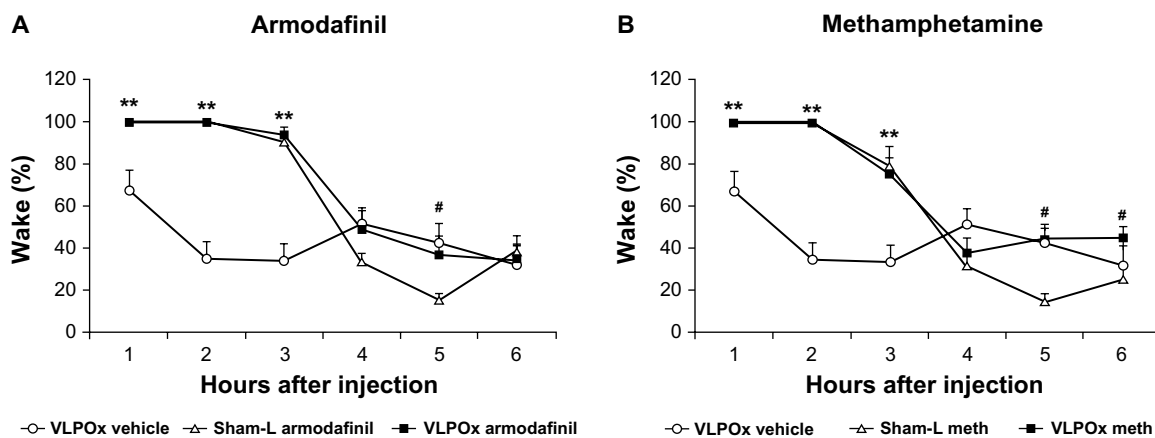 A Armodafinil
120
100
80
60
40
20
0
Wake (%)
** ** **
#
1 2 3 4 5 6
Hours after injection
VLPOx vehicle Sham-L armodafinil VLPOx armodafinil
B Methamphetamine
120
100
80
60
40
20
0
Wake (%)
** ** **
# #
1 2 3 4 5 6
Hours after injection
VLPOx vehicle Sham-L meth VLPOx meth